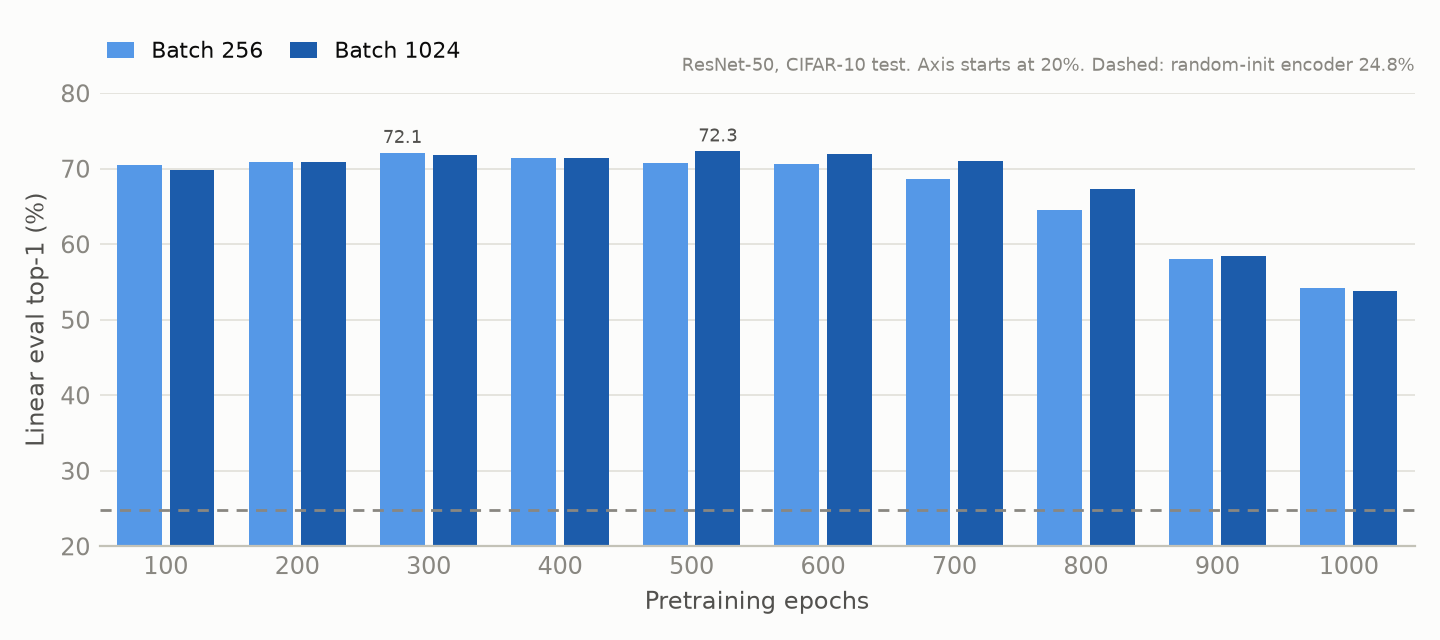 Batch 256
Batch 1024
ResNet-50, CIFAR-10 test. Axis starts at 20%. Dashed: random-init encoder 24.8%
Linear eval top-1 (%)
80
70
60
50
40
30
20
72.1
72.3
100 200 300 400 500 600 700 800 900 1000
Pretraining epochs